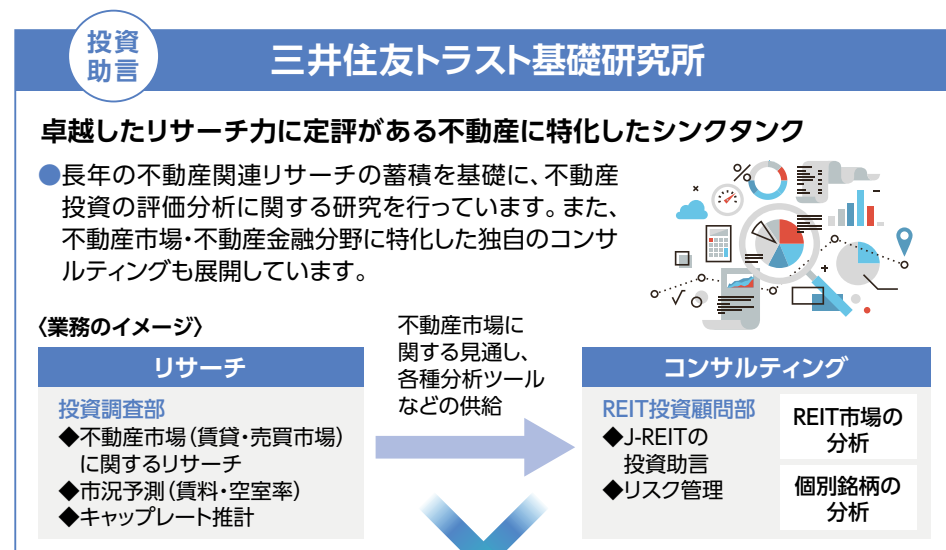 投資
助言
三井住友トラスト基礎研究所
卓越したリサーチ力に定評がある不動産に特化したシンクタンク
●長年の不動産関連リサーチの蓄積を基礎に、不動産
投資の評価分析に関する研究を行っています。また、
不動産市場・不動産金融分野に特化した独自のコンサ
ルティングも展開しています。
%
〈業務のイメージ〉
リサーチ
投資調査部
◆不動産市場（賃貸・売買市場）
に関するリサーチ
◆市況予測（賃料・空室率）
◆キャップレート推計
不動産市場に
関する見通し、
各種分析ツール
などの供給
コンサルティング
REIT投資顧問部
◆J-REITの
投資助言
◆リスク管理
REIT市場の
分析
個別銘柄の
分析